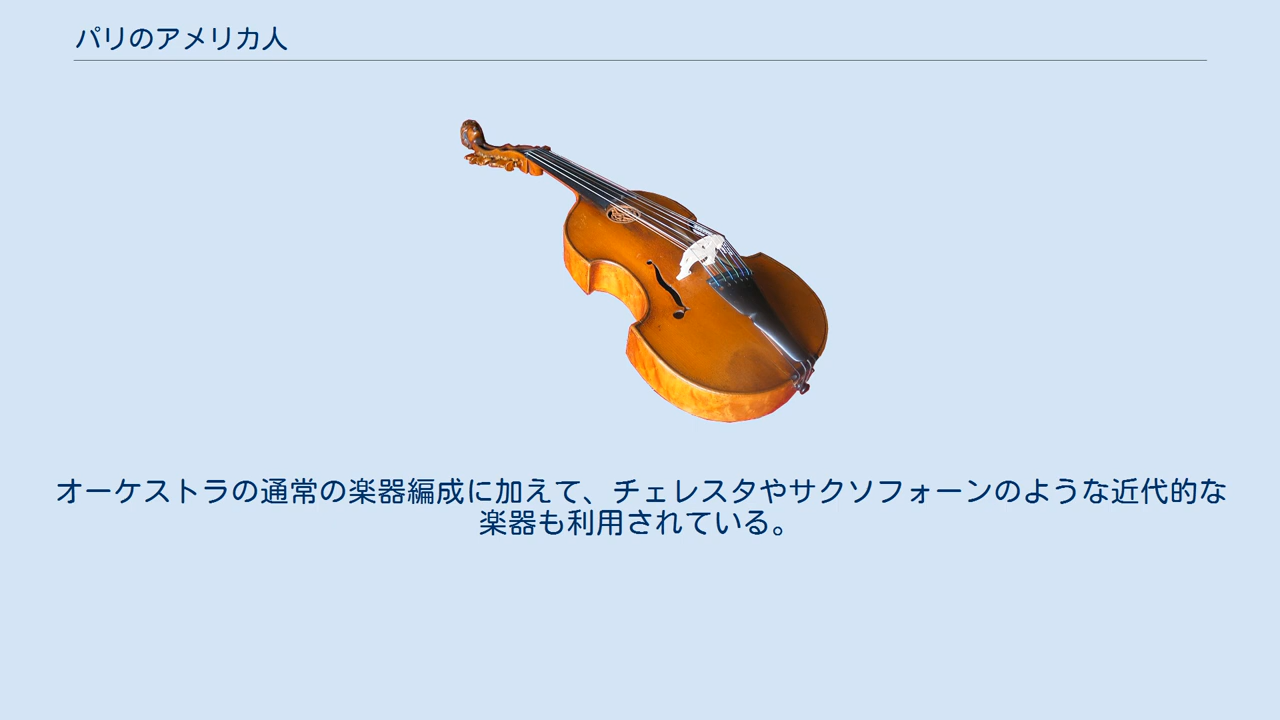 パリのアメリカ人
オーケストラの通常の楽器編成に加えて、チェレスタやサクソフォーンのような近代的な
楽器も利用されている。